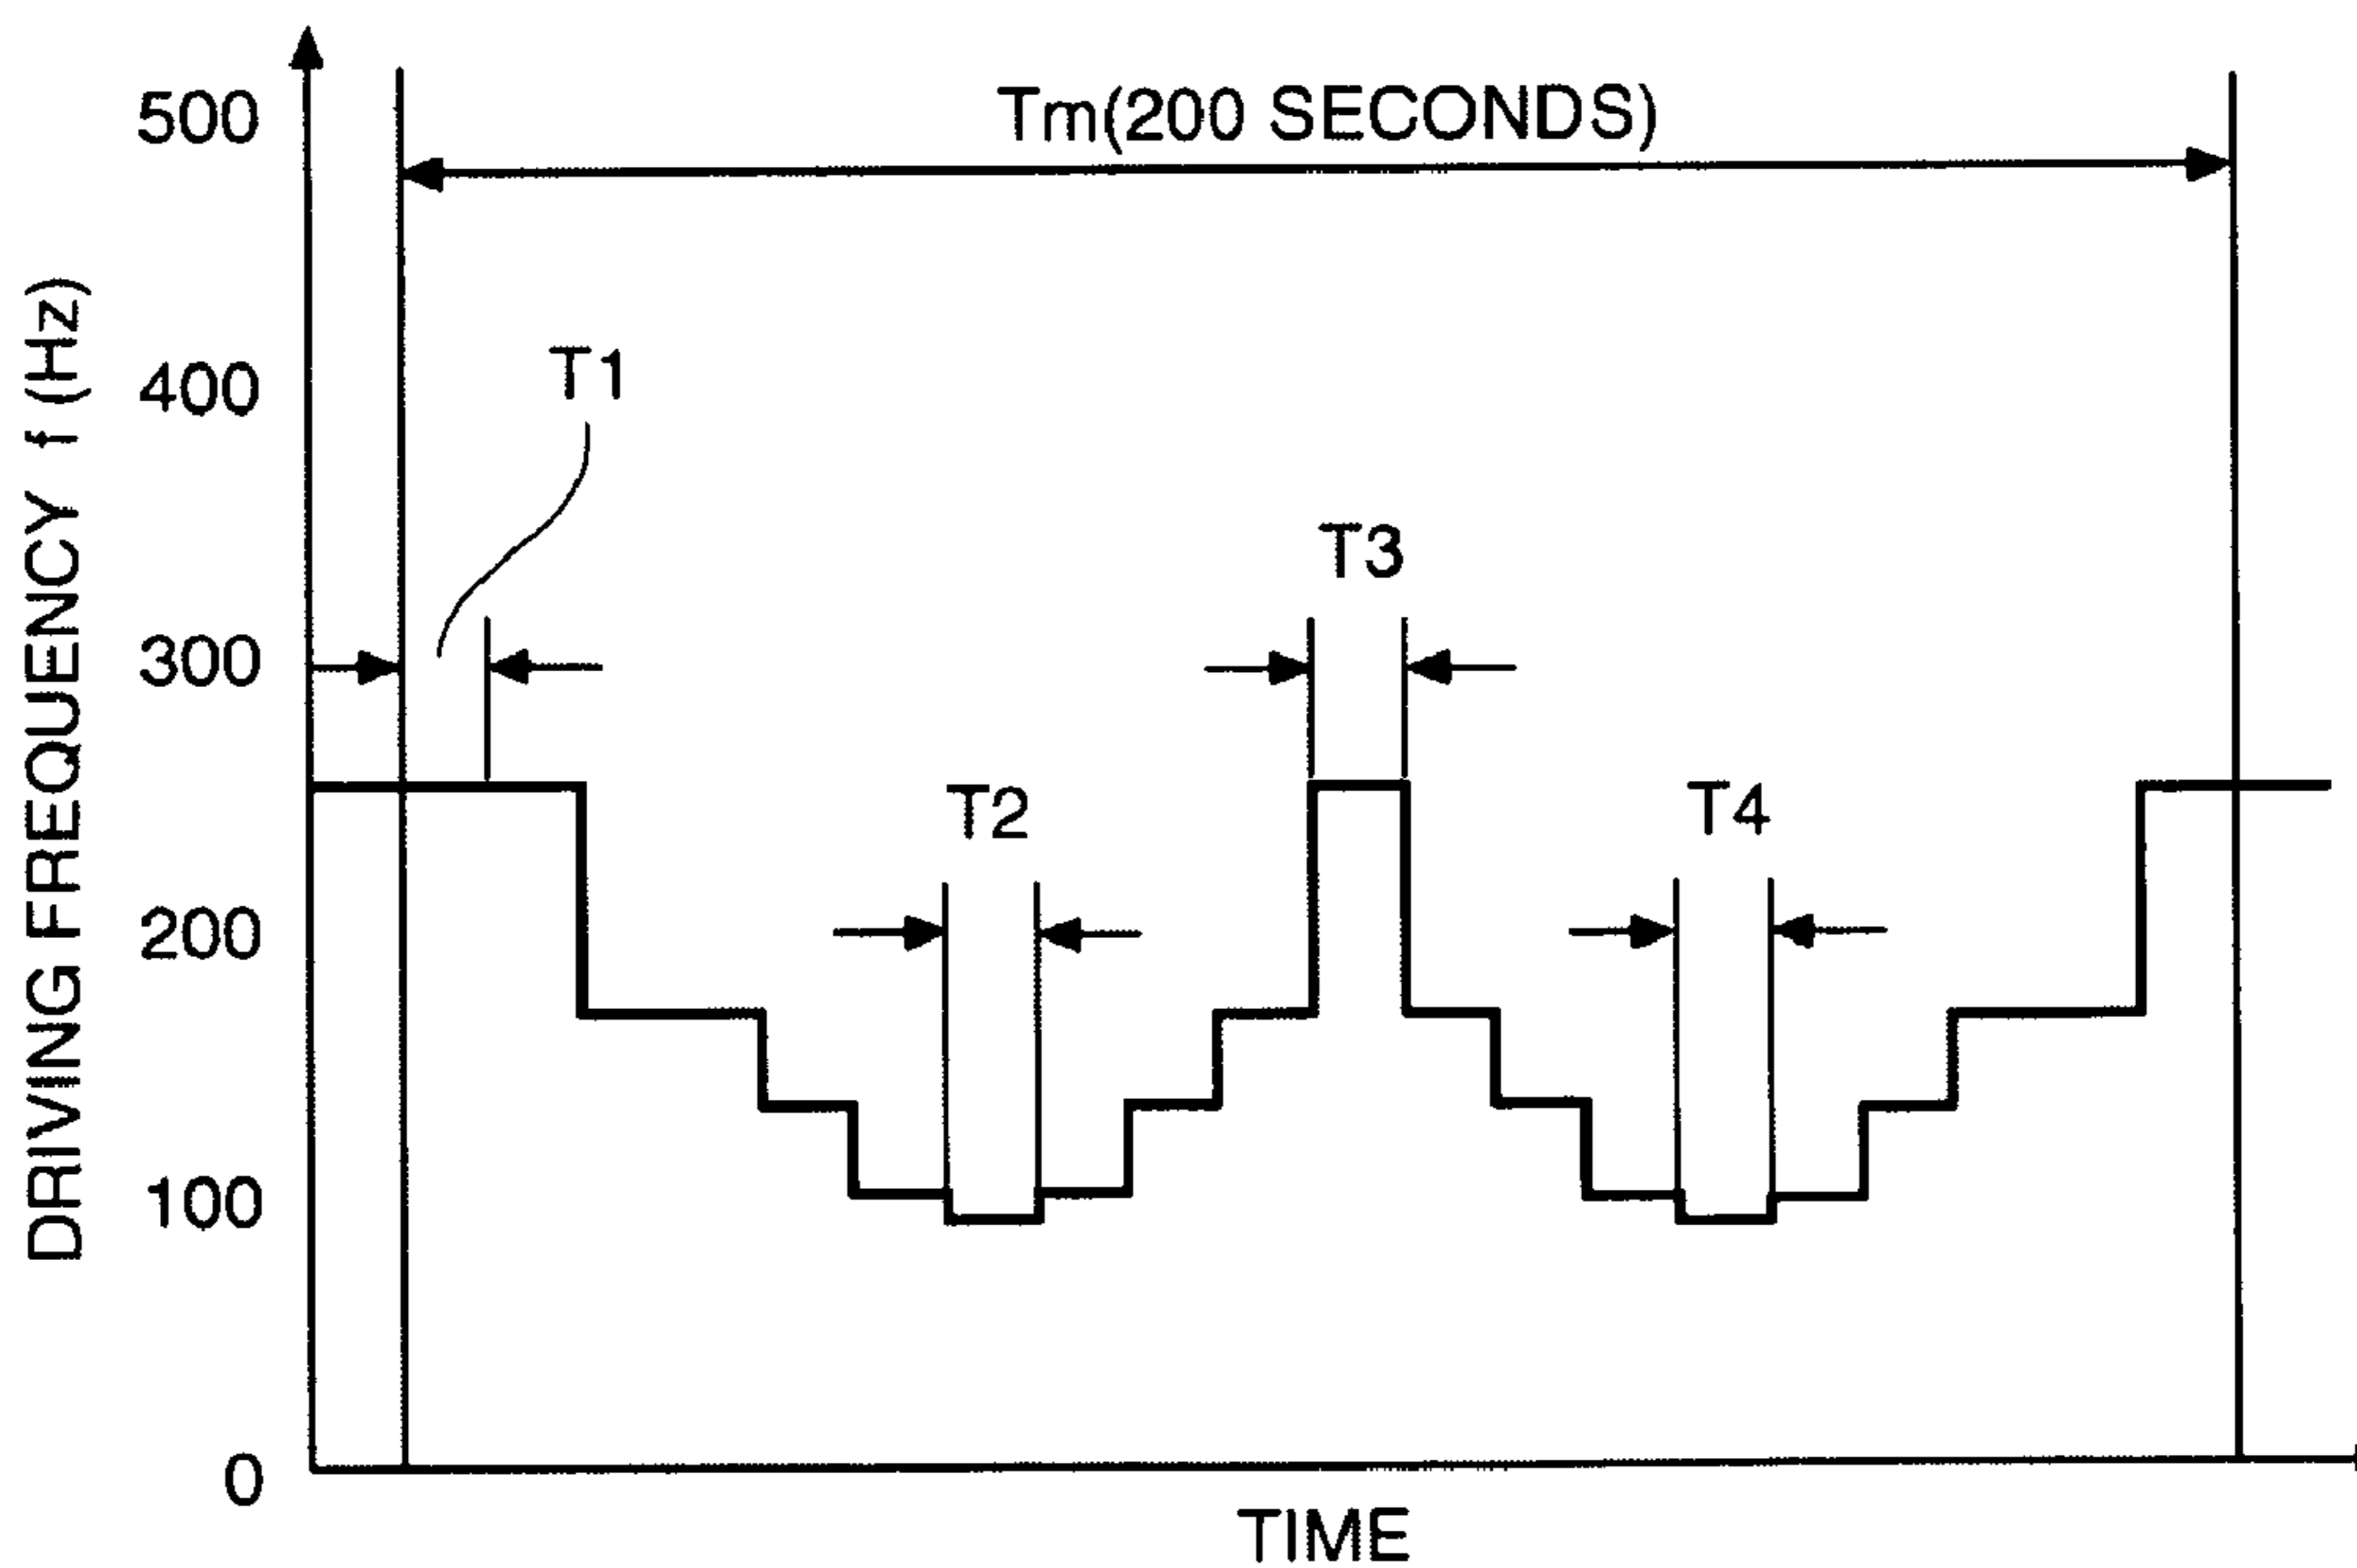 500
Tm(200 SECONDS)
400
T1
T3
300
T2
T4
200
100
0
DRIVING FREQUENCY f (Hz)
TIME